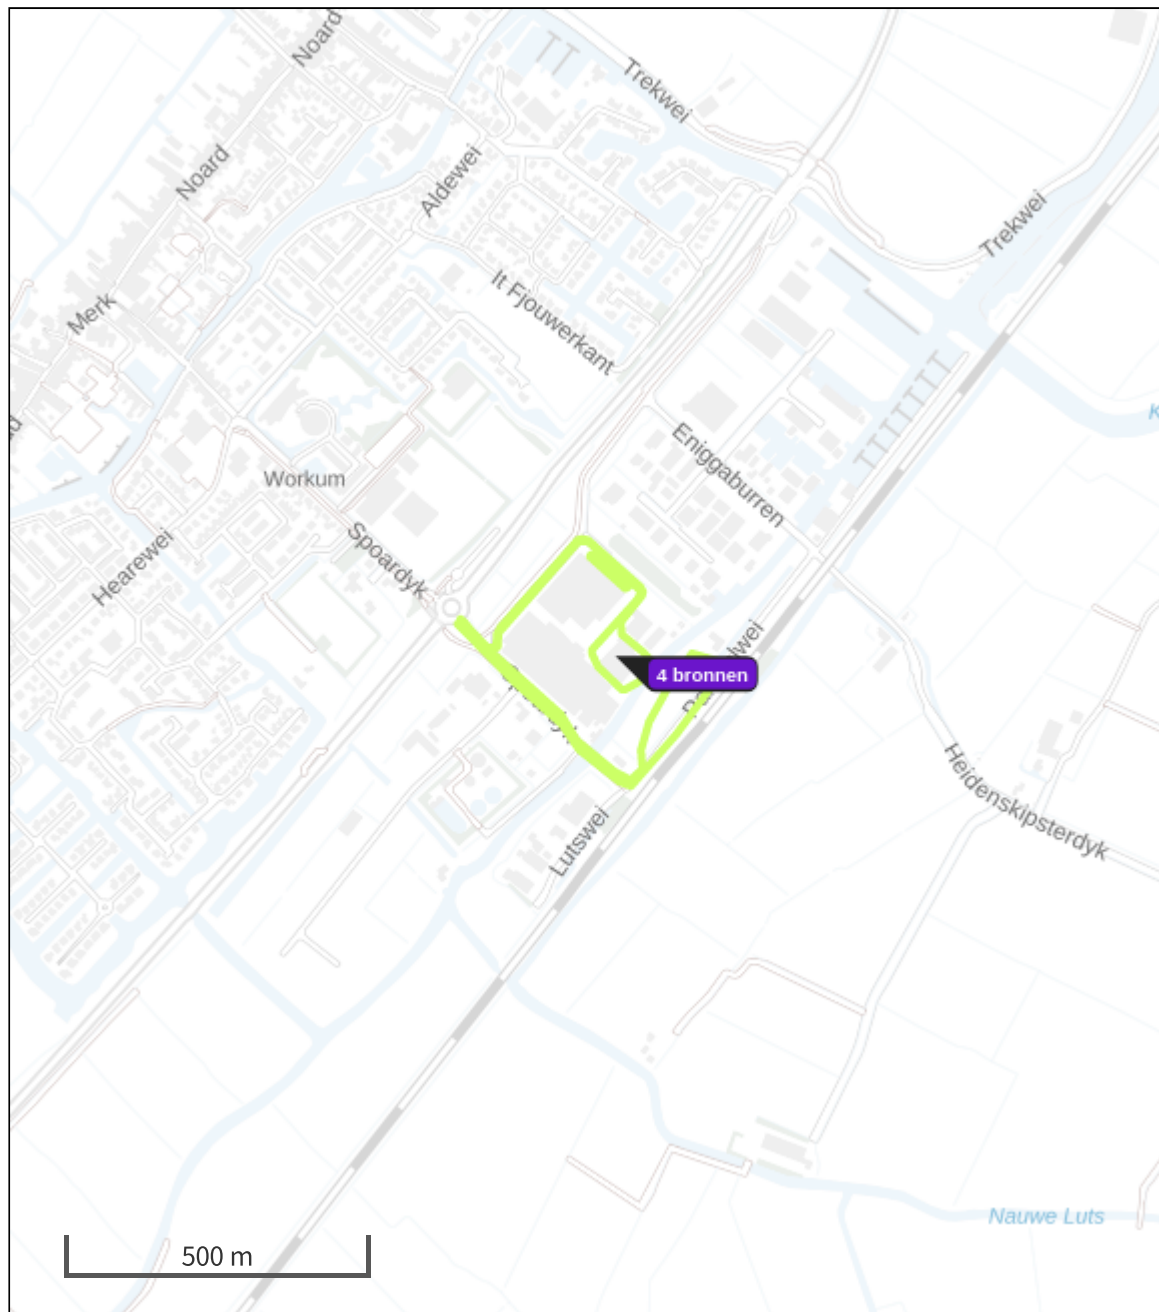 Noard
Trekwei
Noard
Aldewei
Trekwei
It Fjouwerkant
Merk
Eniggaburren
Workum
Spoardyk
Hearewei
4 bronnen
Heidenskipsterdyk
Lutswei
Nauwe Luts
500 m